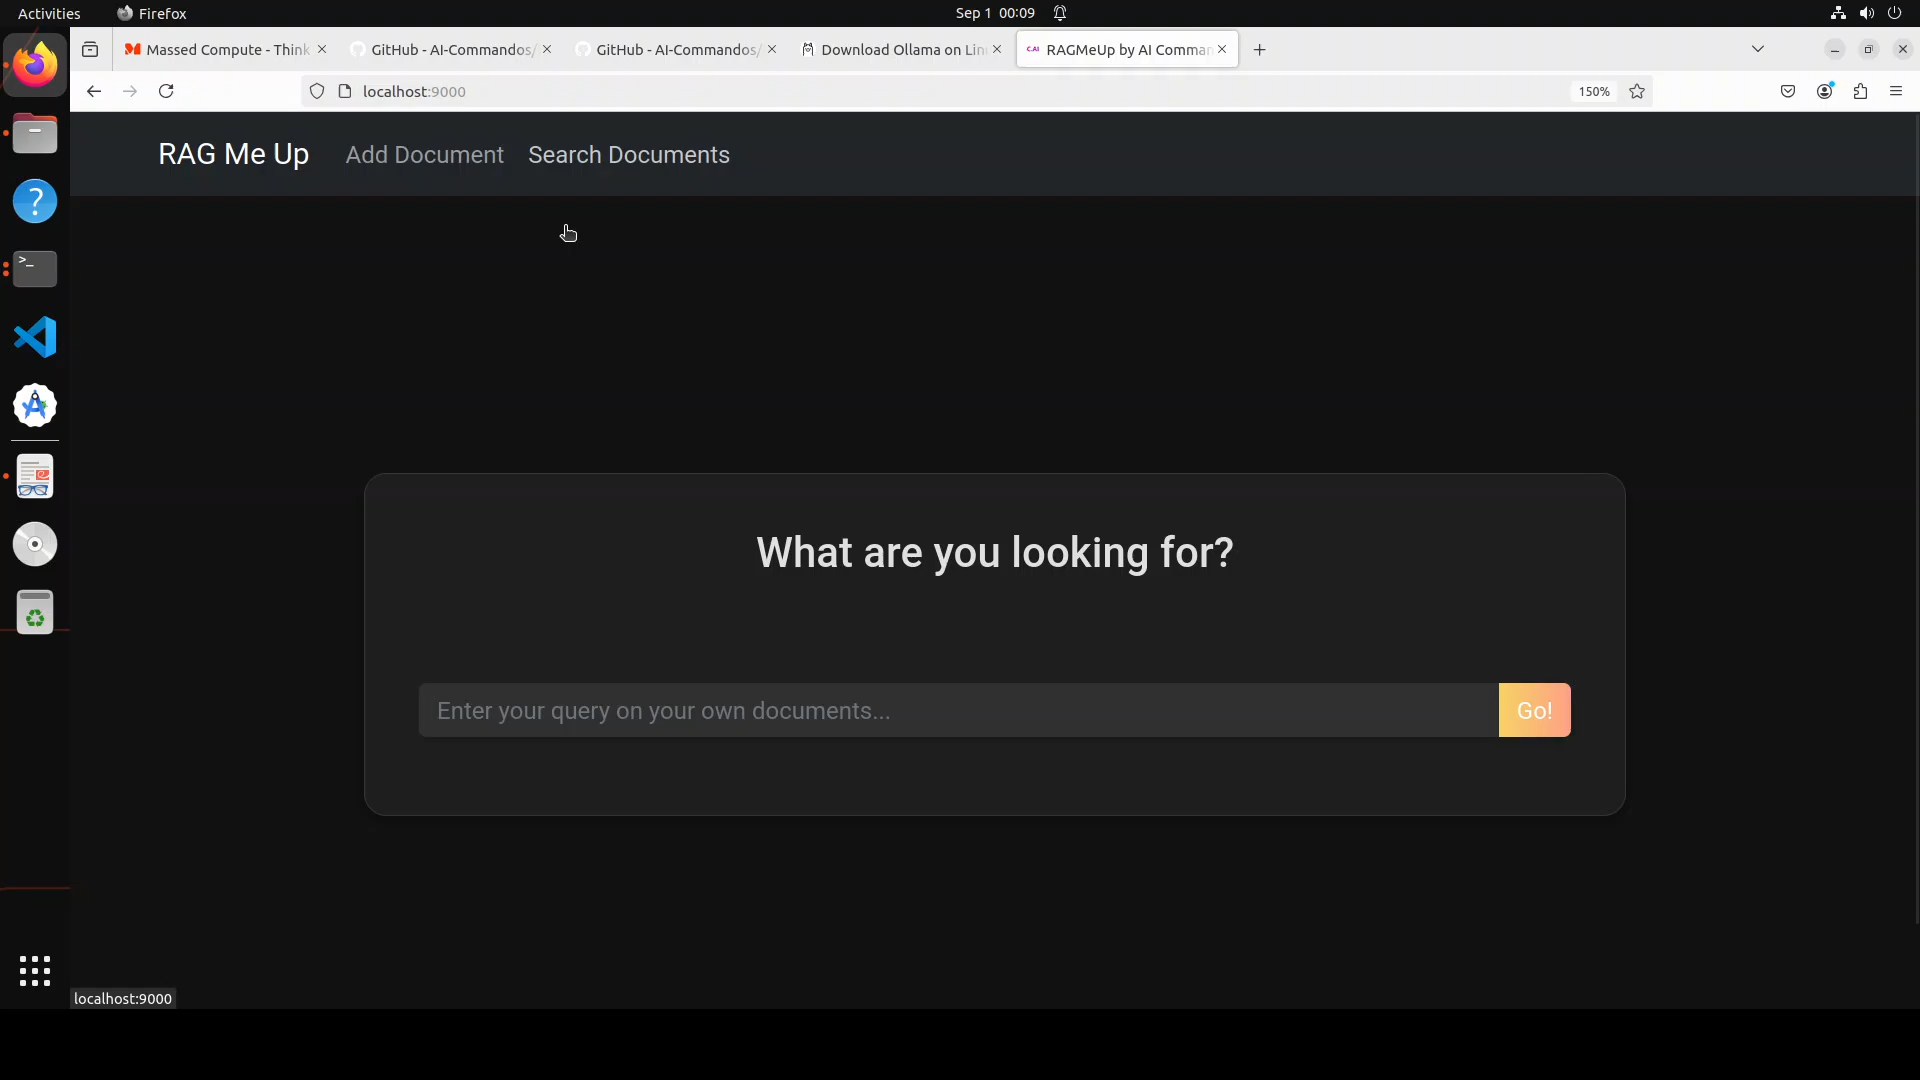 Activities
Firefox
Sep 1 00:09
Massed Compute - Think
GitHub - AI-Commandos/
GitHub - AI-Commandos/
Download Ollama on Lin
C.AI RAGMeUp by AI Comman
localhost:9000
150%
RAG Me Up
Add Document
Search Documents
What are you looking for?
Enter your query on your own documents...
Go!
localhost:9000